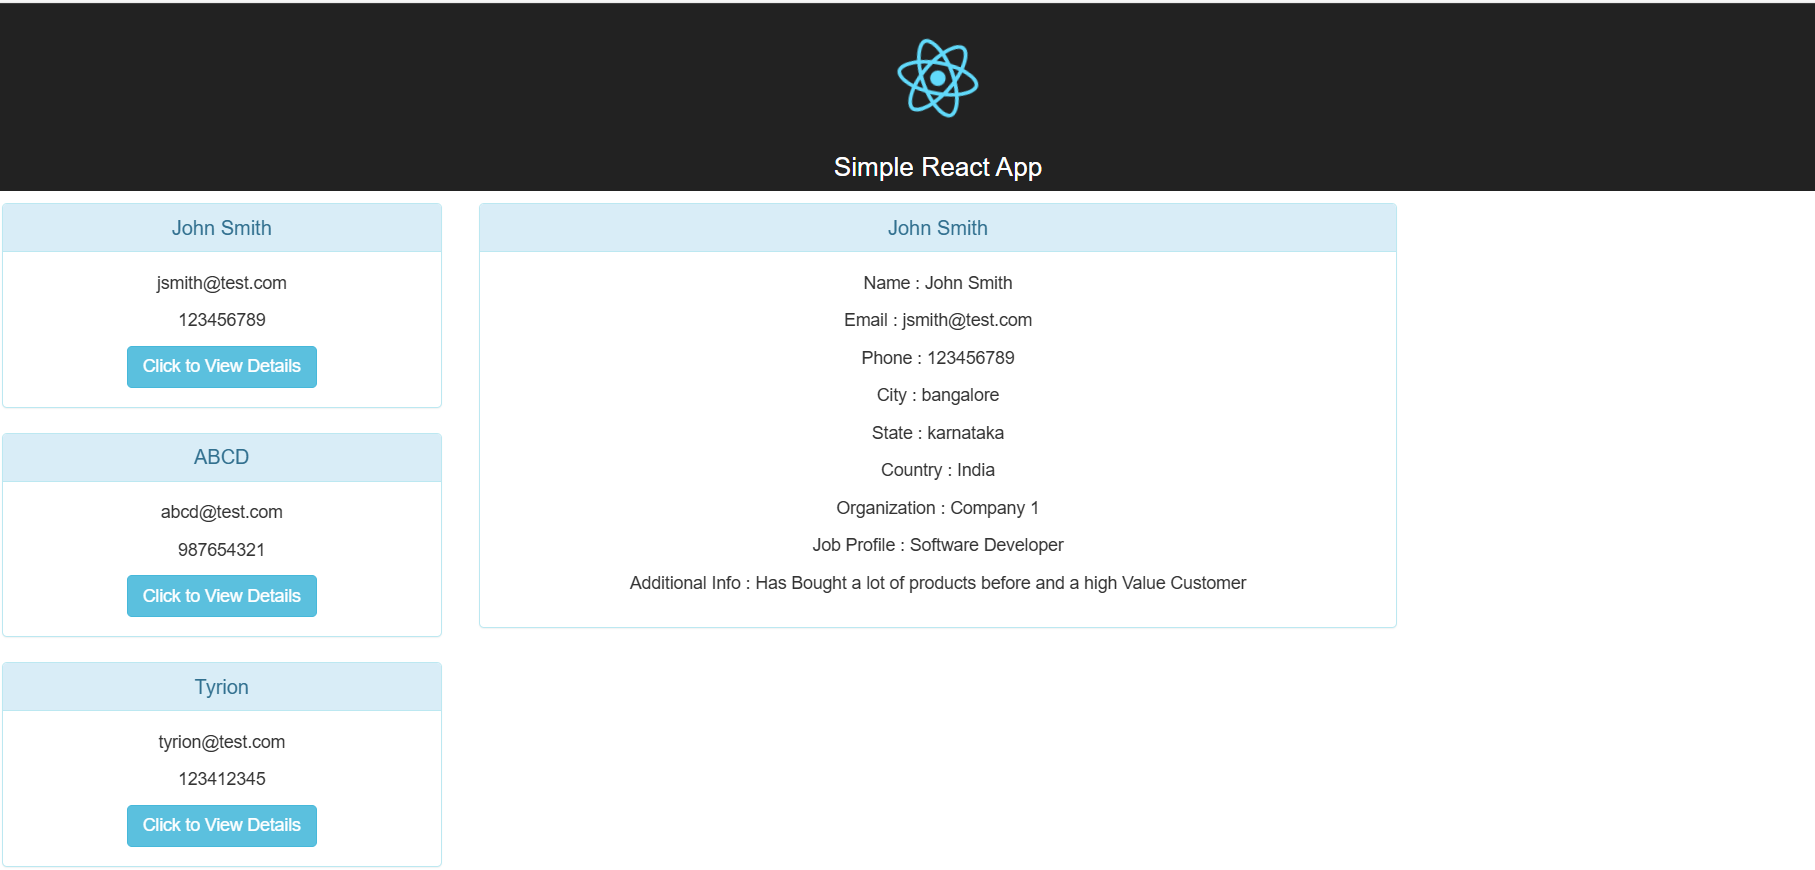 Simple React App
John Smith
jsmith@test.com
123456789
Click to View Details
ABCD
abcd@test.com
987654321
Click to View Details
Tyrion
tyrion@test.com
123412345
Click to View Details
John Smith
Name : John Smith
Email : jsmith@test.com
Phone : 123456789
City : bangalore
State : karnataka
Country : India
Organization : Company 1
Job Profile : Software Developer
Additional Info : Has Bought a lot of products before and a high Value Customer